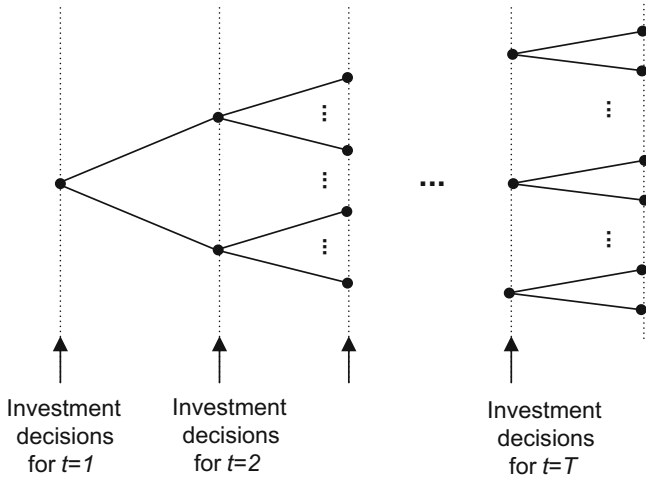 ...
...
...
...
...
...
Investment
decisions
for t=1
Investment
decisions
for t=2
Investment
decisions
for t=T